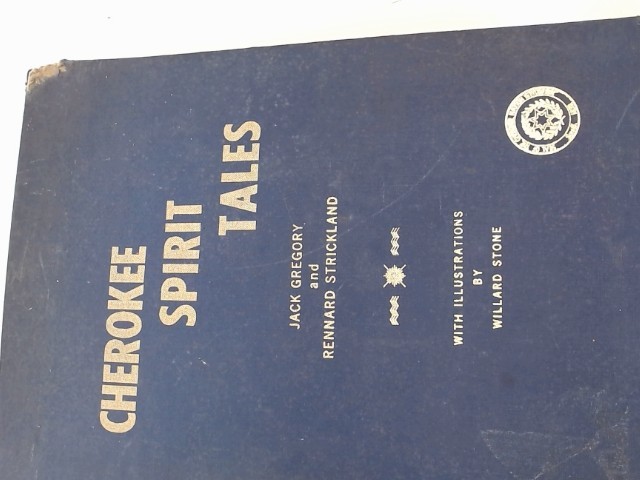 CHEROKEE
SPIRIT
TALES
JACK GREGORY
and
RENNARD STRICKLAND
WITH ILLUSTRATIONS
BY
WILLARD STONE